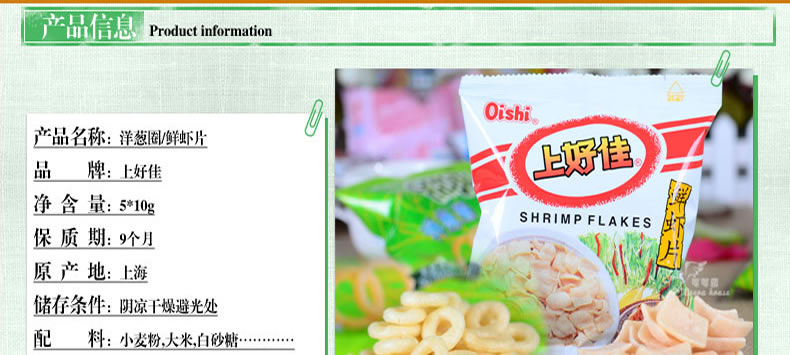 产品信息 Product information
产品名称：洋葱圈/鲜虾片
品 牌：上好佳
净 含 量：5*10g
保 质 期：9个月
原 产 地：上海
储存条件：阴凉干燥避光处
配 料：小麦粉,大米,白砂糖…………
Oishi
上好佳
SHRIMP FLAKES
鲜虾片